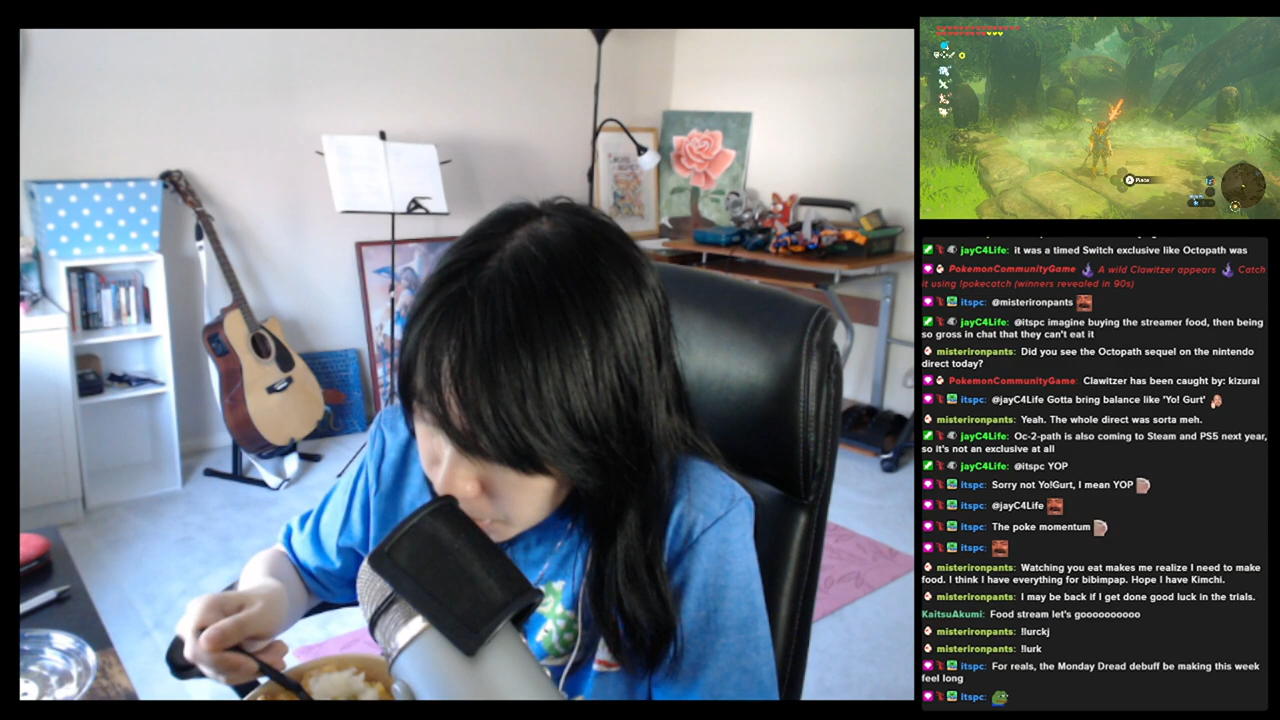 Place
jayC4Life: it was a timed Switch exclusive like Octopath was
PokemonCommunityGame A wild Clawitzer appears Catch
it using !pokecatch (winners revealed in 90s)
itspc: @misterironpants
jayC4Life: @itspc imagine buying the streamer food, then being
so gross in chat that they can't eat it
misterironpants: Did you see the Octopath sequel on the nintendo
direct today?
PokemonCommunityGame: Clawitzer has been caught by: kizurai
itspc: @jayC4Life Gotta bring balance like 'Yo! Gurt'
misterironpants: Yeah. The whole direct was sorta meh.
jayC4Life: Oc-2-path is also coming to Steam and PS5 next year,
so it's not an exclusive at all
jayC4Life: @itspc YOP
itspc: Sorry not Yo!Gurt, I mean YOP
itspc: @jayC4Life
itspc: The poke momentum
itspc:
misterironpants: Watching you eat makes me realize I need to make
food. I think I have everything for bibimpap. Hope I have Kimchi.
misterironpants: I may be back if I get done good luck in the trials.
KaitsuAkumi: Food stream let's goooooooooo
misterironpants: !lurckj
misterironpants: !lurk
itspc: For reals, the Monday Dread debuff be making this week
feel long
itspc: